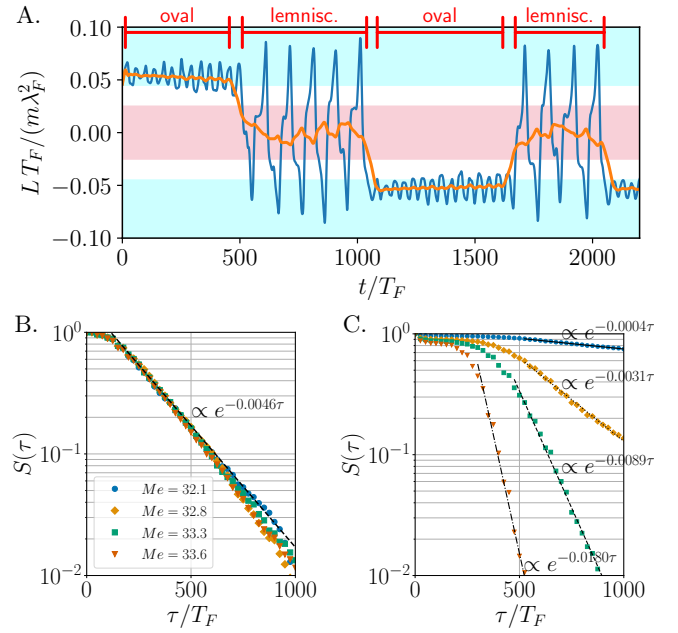 A.
oval
lemnisc.
oval
lemnisc.
L T_F/(mλ_F^2)
0.10
0.05
0.00
−0.05
−0.10
0
500
1000
1500
2000
t/T_F
B.
S(τ)
10^0
10^{-1}
10^{-2}
∝ e^{-0.0046τ}
Me = 32.1
Me = 32.8
Me = 33.3
Me = 33.6
0
500
1000
τ/T_F
C.
S(τ)
10^0
10^{-1}
10^{-2}
∝ e^{-0.0004τ}
∝ e^{-0.0031τ}
∝ e^{-0.0089τ}
∝ e^{-0.0180τ}
0
500
1000
τ/T_F